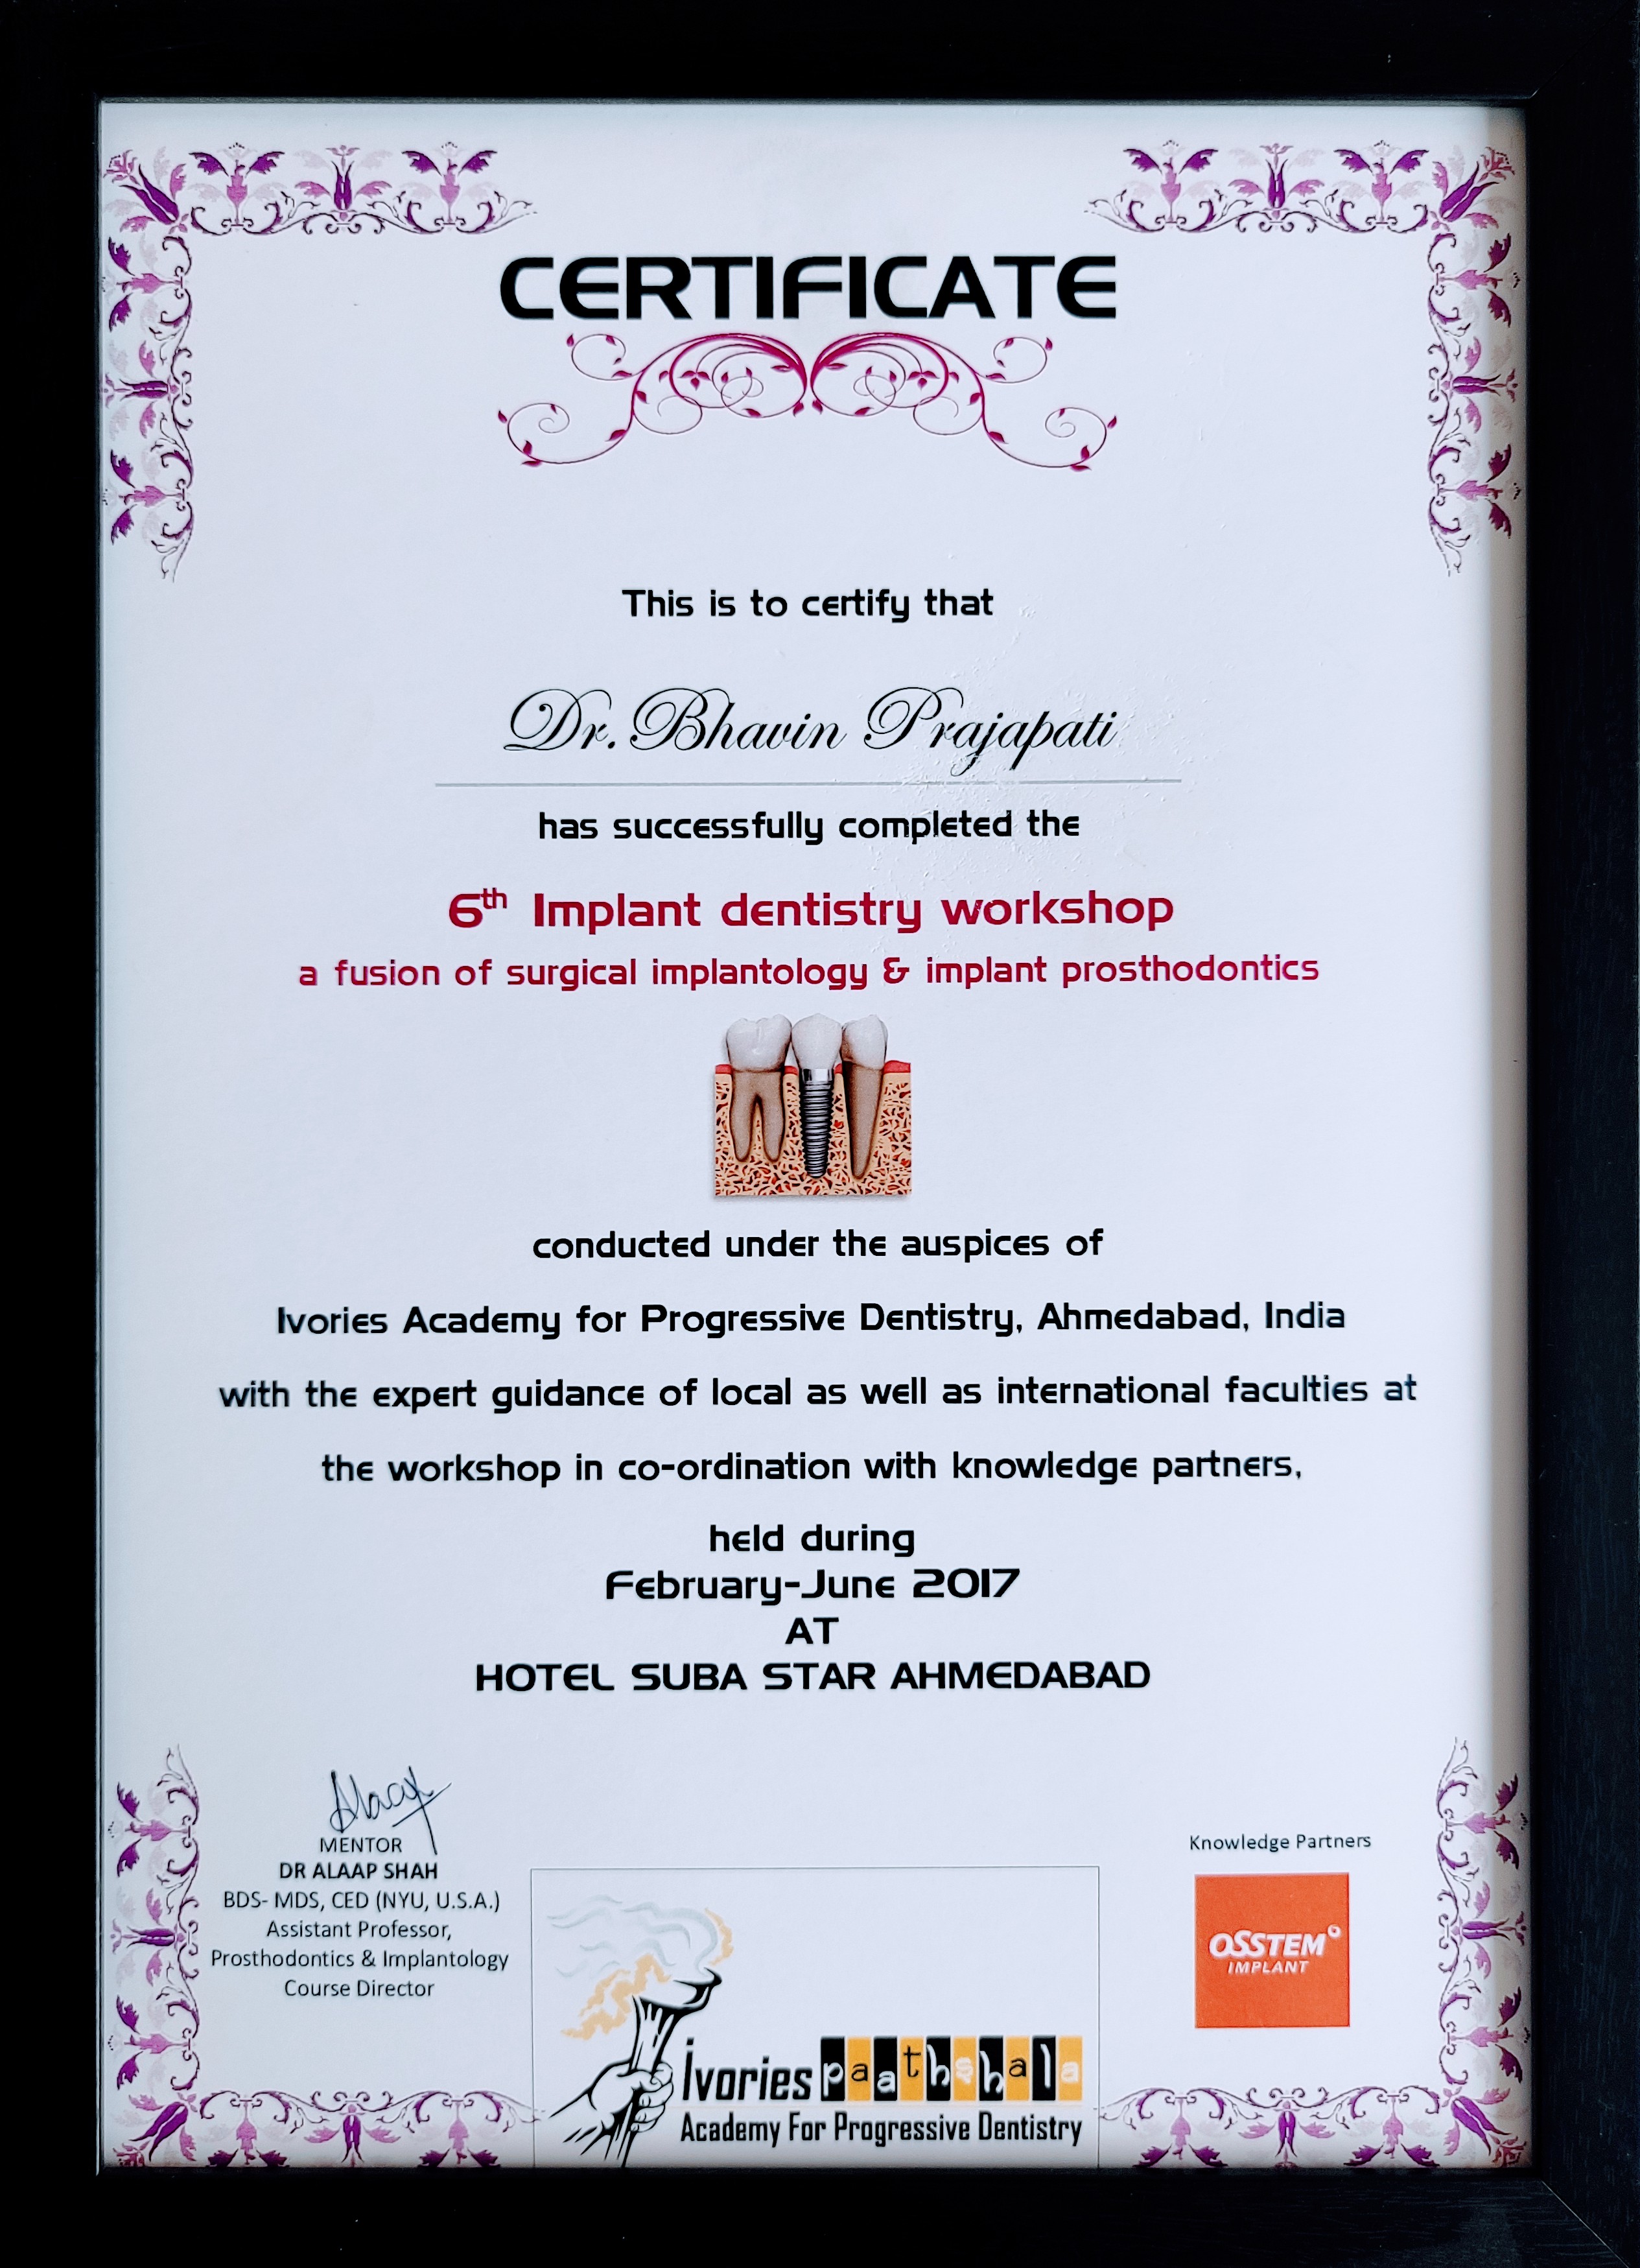 CERTIFICATE
This is to certify that
Dr. Bhavin Prajapati
has successfully completed the
6th Implant dentistry workshop
a fusion of surgical implantology & implant prosthodontics
conducted under the auspices of
Ivories Academy for Progressive Dentistry, Ahmedabad, India
with the expert guidance of local as well as international faculties at
the workshop in co-ordination with knowledge partners,
held during
February-June 2017
AT
HOTEL SUBA STAR AHMEDABAD
Alaap
MENTOR
DR ALAAP SHAH
BDS- MDS, CED (NYU, U.S.A.)
Assistant Professor,
Prosthodontics & Implantology
Course Director
Ivories paathshala
Academy For Progressive Dentistry
Knowledge Partners
OSSTEM
IMPLANT